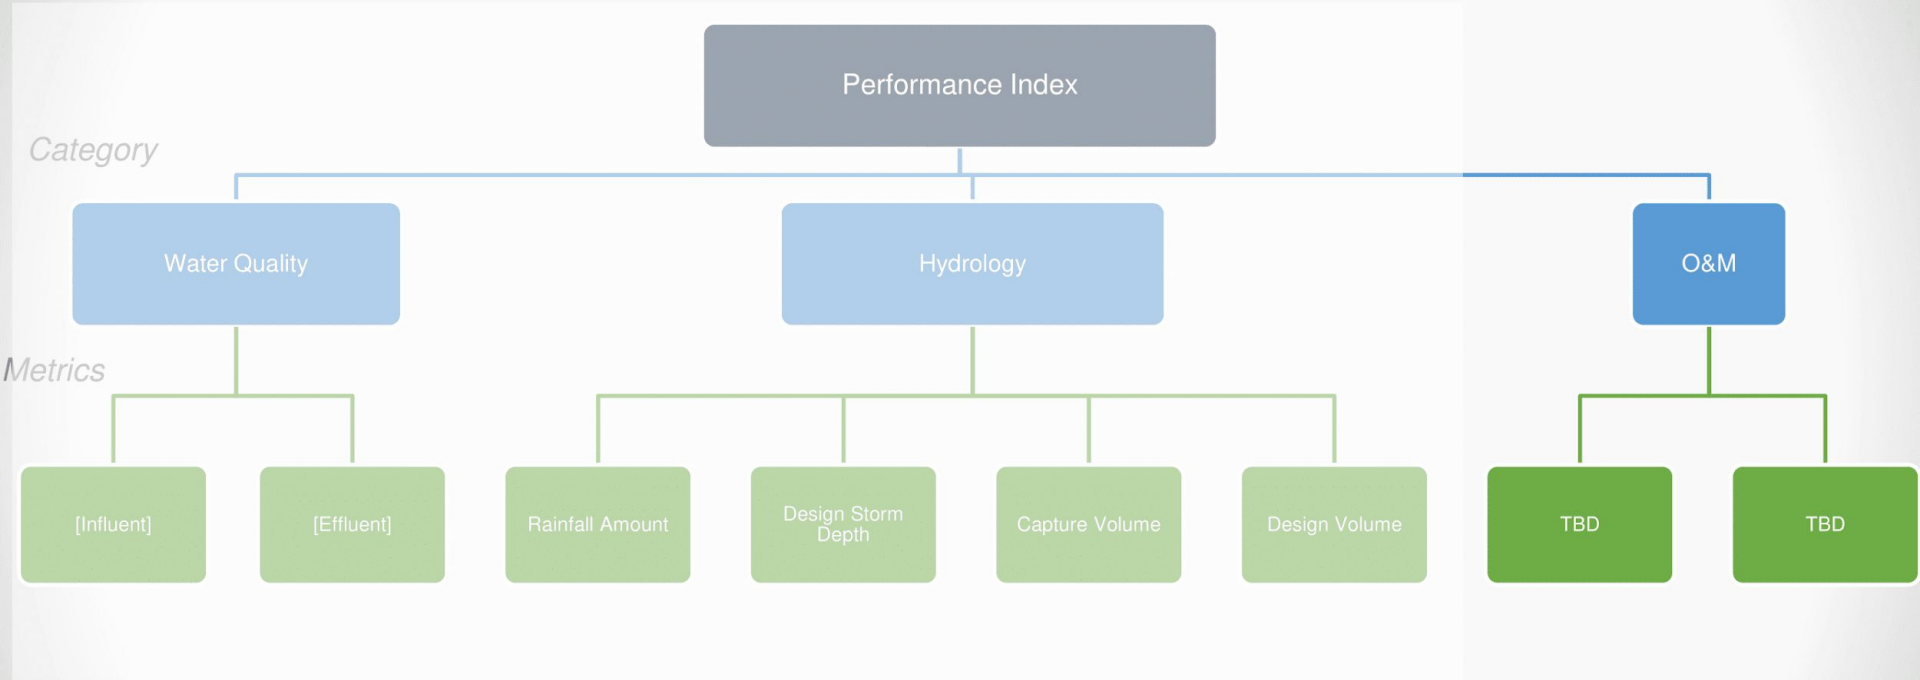 Performance Index
Category
Water Quality
Hydrology
O&M
Metrics
[Influent]
[Effluent]
Rainfall Amount
Design Storm
Depth
Capture Volume
Design Volume
TBD
TBD